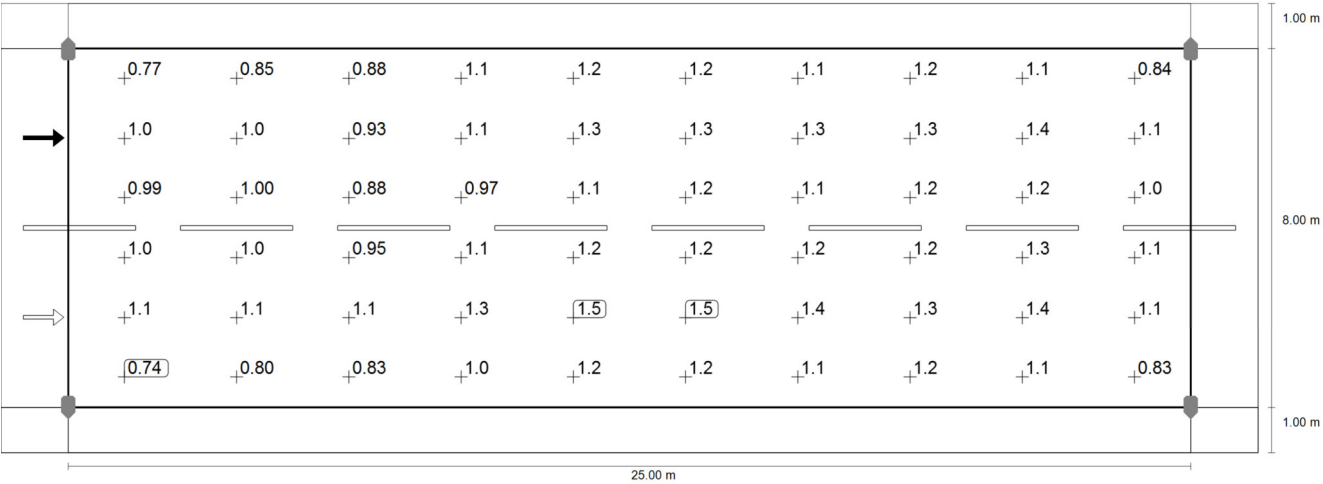 1.00 m
0.77 0.85 0.88 1.1 1.2 1.2 1.1 1.2 1.1 0.84
1.0 1.0 0.93 1.1 1.3 1.3 1.3 1.3 1.4 1.1
0.99 1.00 0.88 0.97 1.1 1.2 1.1 1.2 1.2 1.0
8.00 m
1.0 1.0 0.95 1.1 1.2 1.2 1.2 1.2 1.3 1.1
1.1 1.1 1.1 1.3 1.5 1.5 1.4 1.3 1.4 1.1
0.74 0.80 0.83 1.0 1.2 1.2 1.1 1.2 1.1 0.83
1.00 m
25.00 m